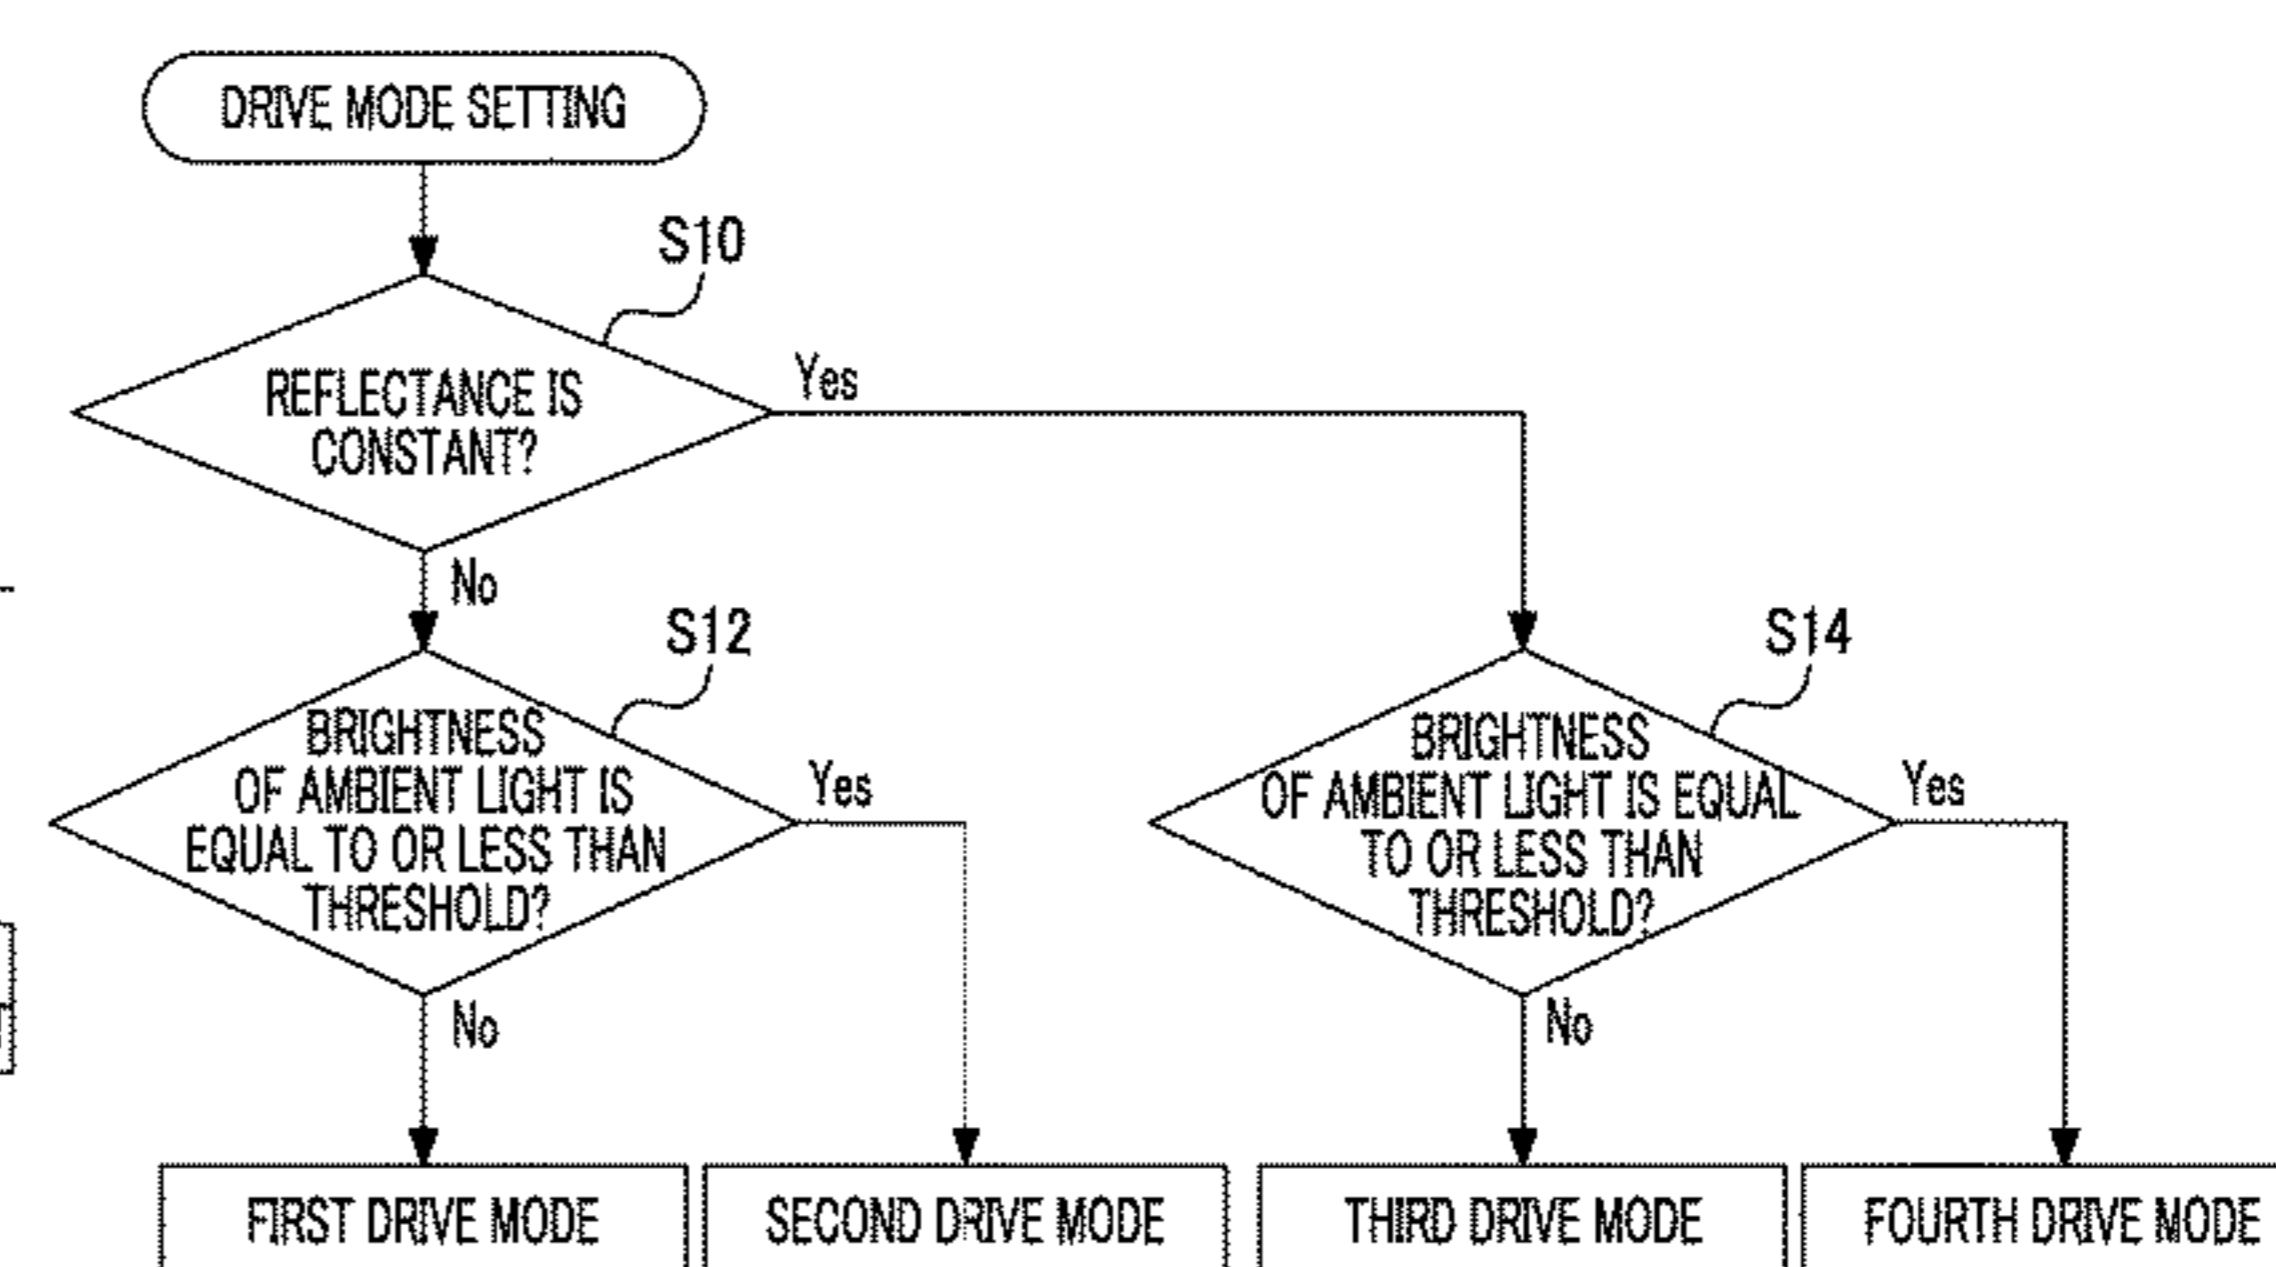 DRIVE MODE SETTING
S10
REFLECTANCE IS
CONSTANT?
Yes
No
S12
BRIGHTNESS
OF AMBIENT LIGHT IS
EQUAL TO OR LESS THAN
THRESHOLD?
Yes
No
S14
BRIGHTNESS
OF AMBIENT LIGHT IS EQUAL
TO OR LESS THAN
THRESHOLD?
Yes
No
FIRST DRIVE MODE
SECOND DRIVE MODE
THIRD DRIVE MODE
FOURTH DRIVE MODE